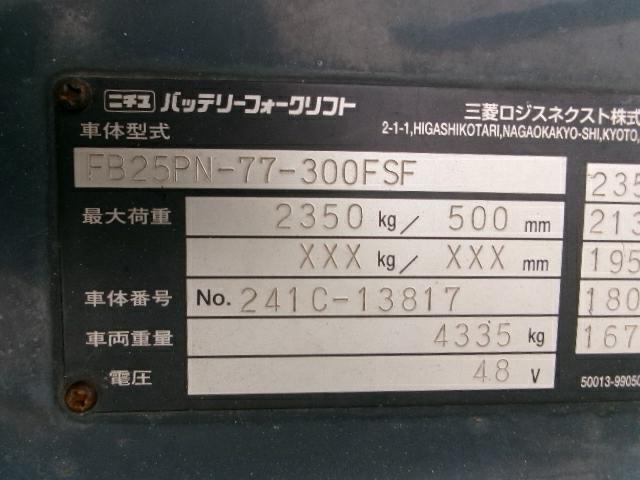 ニチユ バッテリーフォークリフト 三菱ロジスネクスト株式
2-1-1,HIGASHIKOTARI,NAGAOKAKYO-SHI,KYOTO,
車体型式
FB25PN-77-300FSF
最大荷重 2350 kg/ 500 mm
XXX kg/ XXX mm
車体番号 No. 241C-13817
車両重量 4335 kg
電圧 48 V
235
213
195
180
167
50013-99050